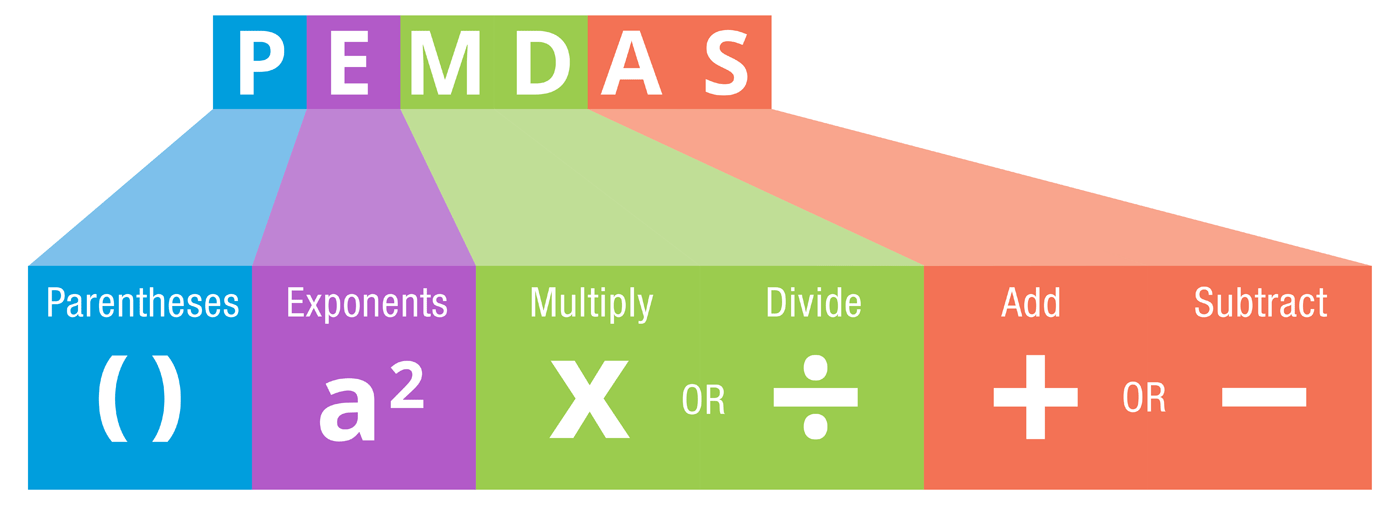 PEMDAS
Parentheses Exponents Multiply Divide Add Subtract
( ) a² x OR ÷ + OR −